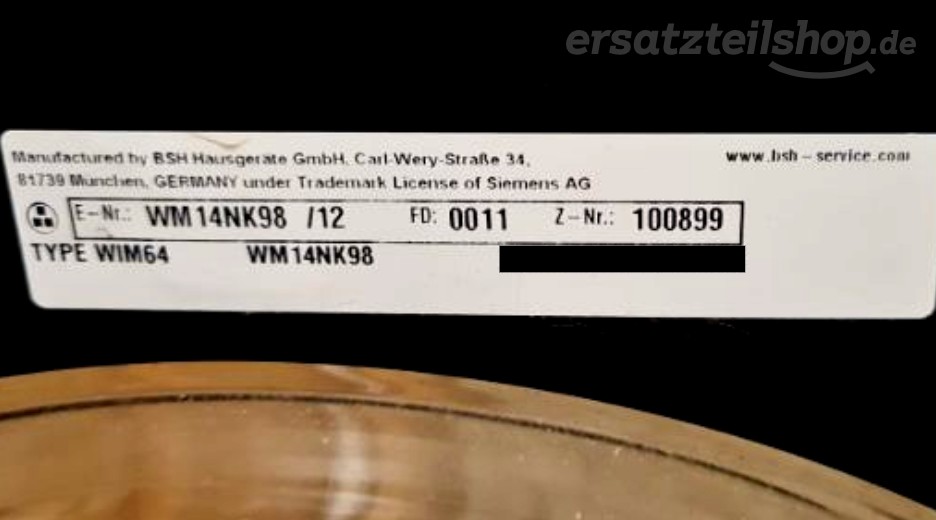 ersatzteilshop.de
Manufactured by BSH Hausgeräte GmbH, Carl-Wery-Straße 34, www.bsh-service.com
81739 München, GERMANY under Trademark License of Siemens AG
E-Nr.: WM14NK98 /12 FD: 0011 Z-Nr.: 100899
TYPE WIM64 WM14NK98